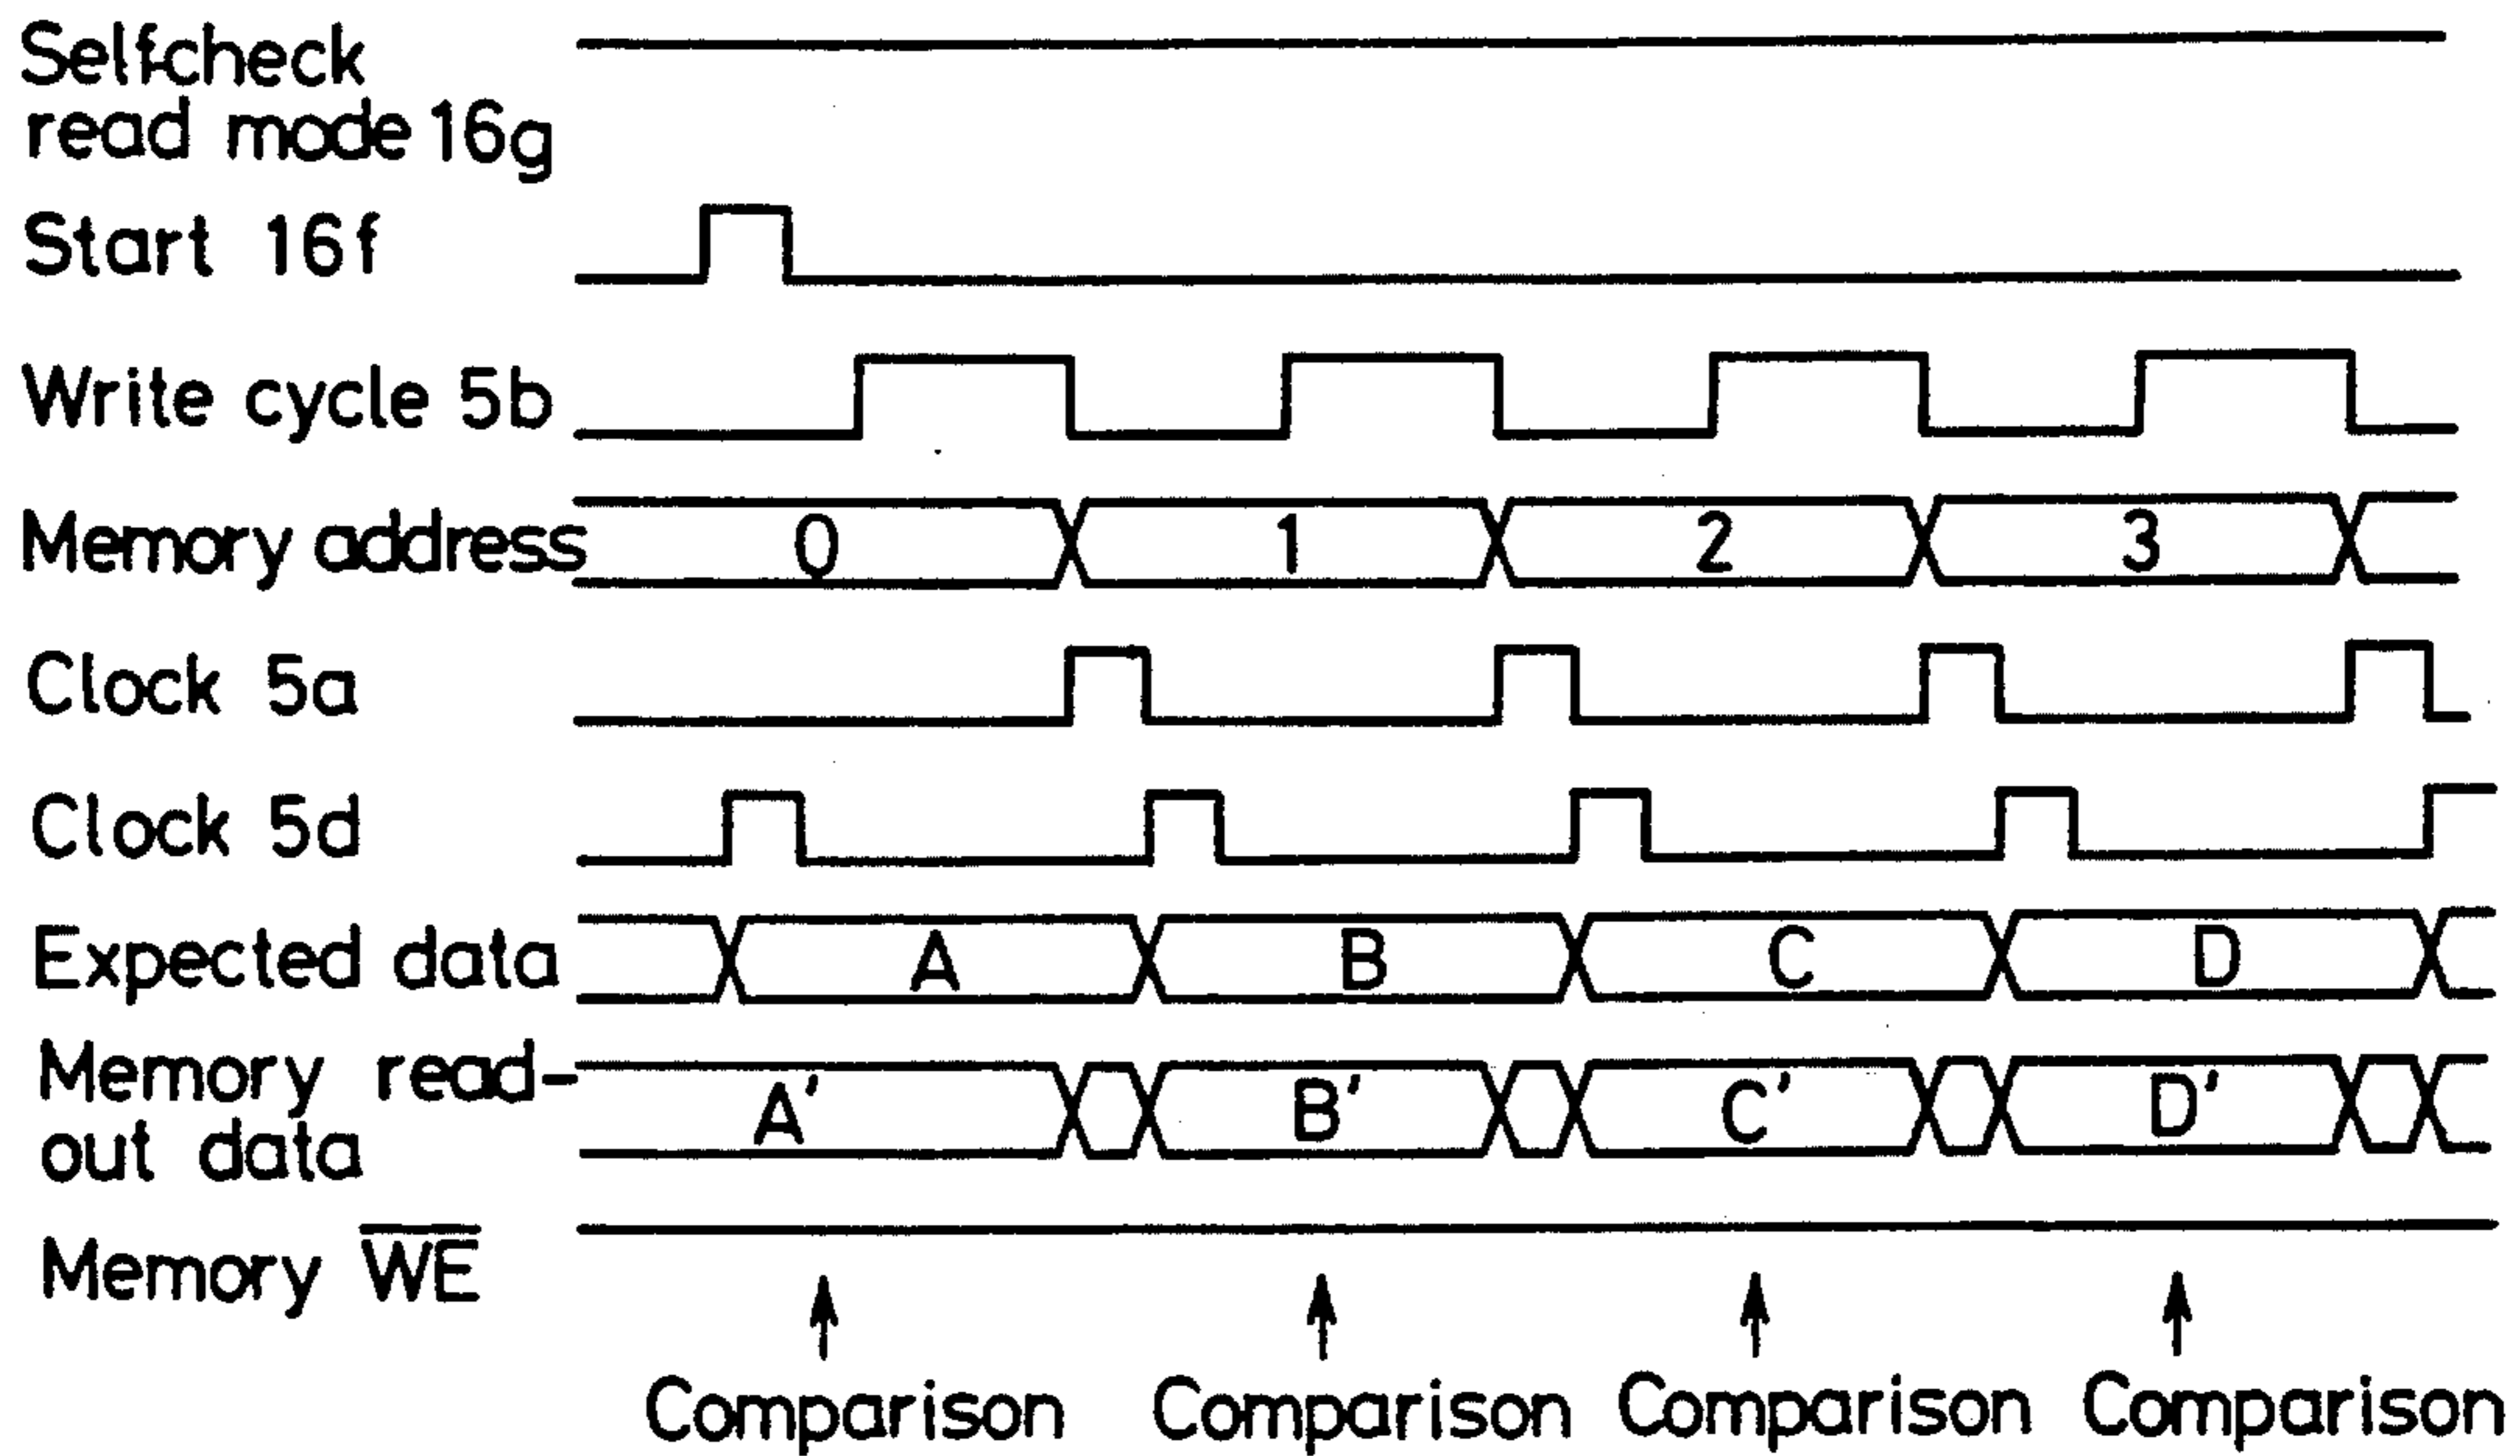 Selfcheck
read mode 16g
Start 16f
Write cycle 5b
Memory address
0 1 2 3
Clock 5a
Clock 5d
Expected data
A B C D
Memory read-
out data
A' B' C' D'
Memory W̅E̅
Comparison Comparison Comparison Comparison